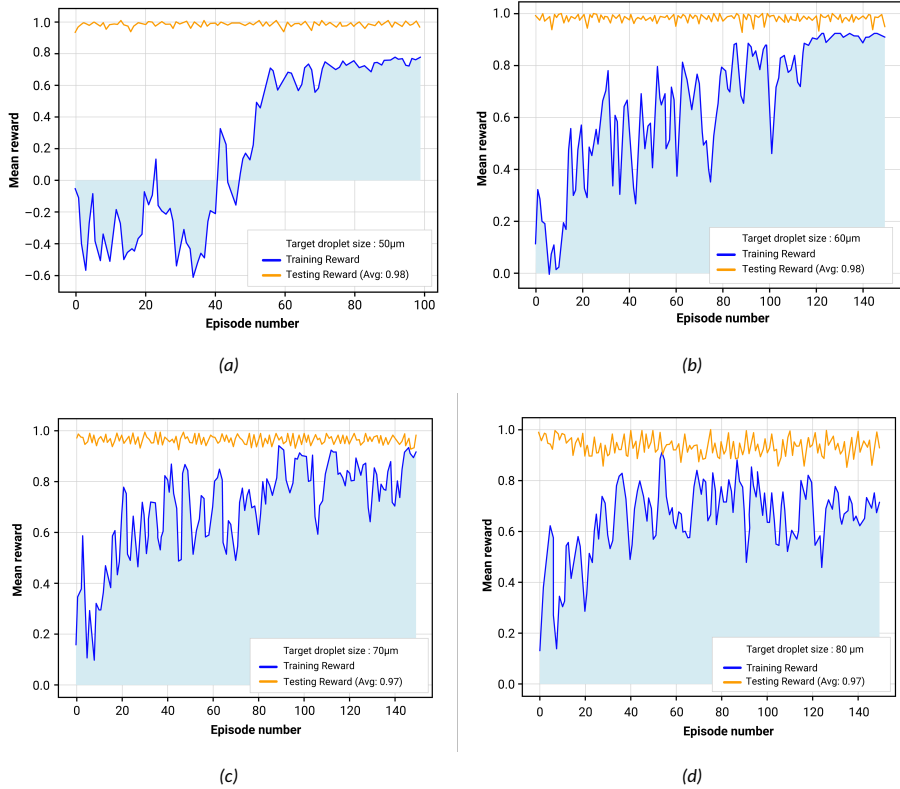 1.0
0.8
0.6
0.4
0.2
0.0
−0.2
−0.4
−0.6
Mean reward
0
20
40
60
80
100
Episode number
Target droplet size : 50μm
Training Reward
Testing Reward (Avg: 0.98)
(a)
1.0
0.8
0.6
0.4
0.2
0.0
Mean reward
0
20
40
60
80
100
120
140
Episode number
Target droplet size : 60μm
Training Reward
Testing Reward (Avg: 0.98)
(b)
1.0
0.8
0.6
0.4
0.2
0.0
Mean reward
0
20
40
60
80
100
120
140
Episode number
Target droplet size : 70μm
Training Reward
Testing Reward (Avg: 0.97)
(c)
1.0
0.8
0.6
0.4
0.2
0.0
Mean reward
0
20
40
60
80
100
120
140
Episode number
Target droplet size : 80 μm
Training Reward
Testing Reward (Avg: 0.97)
(d)